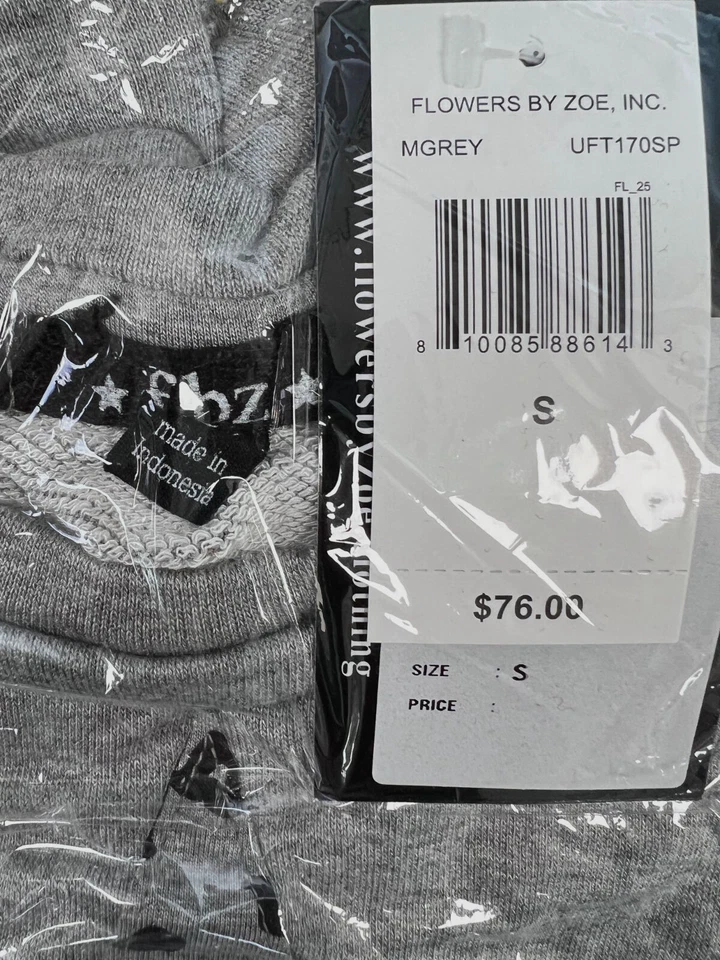 FLOWERS BY ZOE, INC.
MGREY UFT170SP
FL_25
8 10085 88614 3
S
$76.00
SIZE : S
PRICE :
fbz
made in
Indonesia